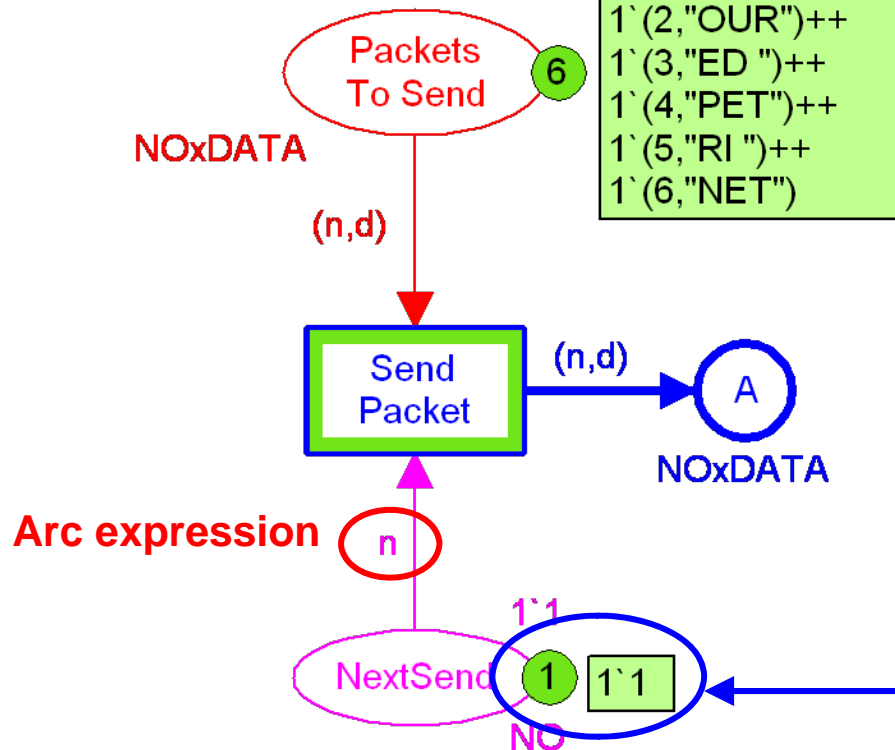 Packets
To Send
6
1`(2,"OUR")++
1`(3,"ED ")++
1`(4,"PET")++
1`(5,"RI ")++
1`(6,"NET")
NOxDATA
(n,d)
Send
Packet
(n,d)
A
NOxDATA
Arc expression
n
1`1
NextSend
1
1`1
NO